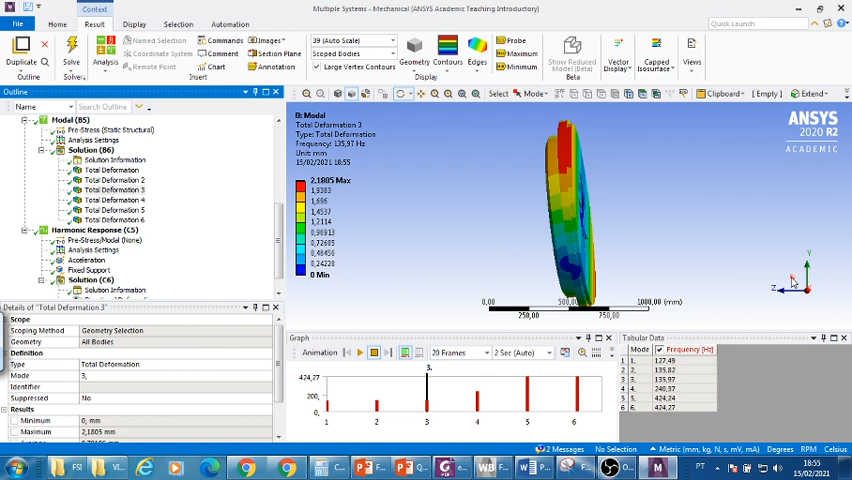 Multiple Systems - Mechanical [ANSYS Academic Teaching Introductory]
Context
File Home Result Display Selection Automation Quick Launch
Duplicate Solve Analysis
Named Selection
Coordinate System
Remote Point
Commands
Comment
Chart
Images
Section Plane
Annotation
39 (Auto Scale)
Scoped Bodies
Large Vertex Contours
Geometry Contours Edges
Probe
Maximum
Minimum
Show Reduced Model (Beta)
Vector Display
Capped Isosurface
Views
Outline Solver Insert Display Beta
Outline
Name Search Outline
Select Mode Clipboard [ Empty ] Extend
Modal (B5)
Pre-Stress (Static Structural)
Analysis Settings
Solution (B6)
Solution Information
Total Deformation
Total Deformation 2
Total Deformation 3
Total Deformation 4
Total Deformation 5
Total Deformation 6
Harmonic Response (C5)
Pre-Stress/Modal (None)
Analysis Settings
Acceleration
Fixed Support
Solution (C6)
Solution Information
B: Modal
Total Deformation 3
Type: Total Deformation
Frequency: 135,97 Hz
Unit: mm
15/02/2021 18:55
2,1805 Max
1,9383
1,696
1,4537
1,2114
0,96913
0,72685
0,48456
0,24228
0 Min
ANSYS
2020 R2
ACADEMIC
Y
Z
0,00 500,00 1000,00 (mm)
250,00 750,00
Details of "Total Deformation 3"
Scope
Scoping Method Geometry Selection
Geometry All Bodies
Definition
Type Total Deformation
Mode 3,
Identifier
Suppressed No
Results
Minimum 0, mm
Maximum 2,1805 mm
Graph
Animation 20 Frames 2 Sec (Auto)
3,
424,27
200,
0,
1 2 3 4 5 6
Tabular Data
Mode Frequency [Hz]
1 1, 127,49
2 2, 135,82
3 3, 135,97
4 4, 240,37
5 5, 424,24
6 6, 424,27
2 Messages No Selection Metric (mm, kg, N, s, mV, mA) Degrees RPM Celsius
PT
18:55
15/02/2021